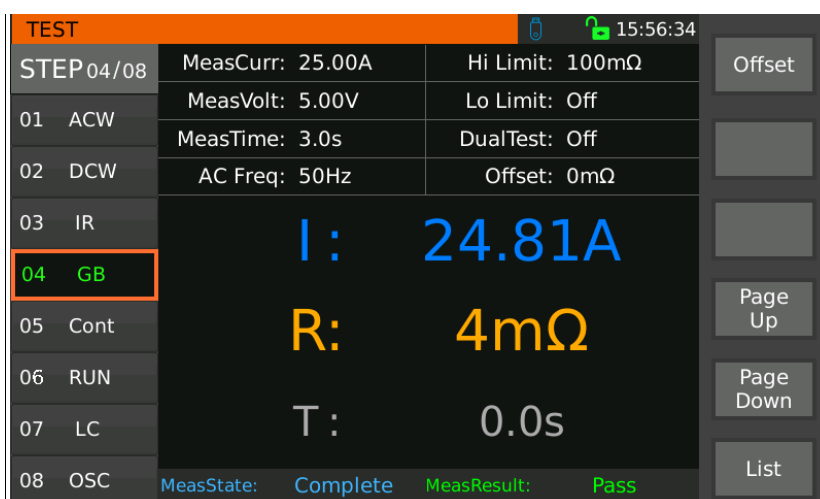 TEST
15:56:34
STEP04/08
01 ACW
02 DCW
03 IR
04 GB
05 Cont
06 RUN
07 LC
08 OSC
MeasCurr: 25.00A
Hi Limit: 100mΩ
MeasVolt: 5.00V
Lo Limit: Off
MeasTime: 3.0s
DualTest: Off
AC Freq: 50Hz
Offset: 0mΩ
I: 24.81A
R: 4mΩ
T: 0.0s
MeasState: Complete
MeasResult: Pass
Offset
Page
Up
Page
Down
List